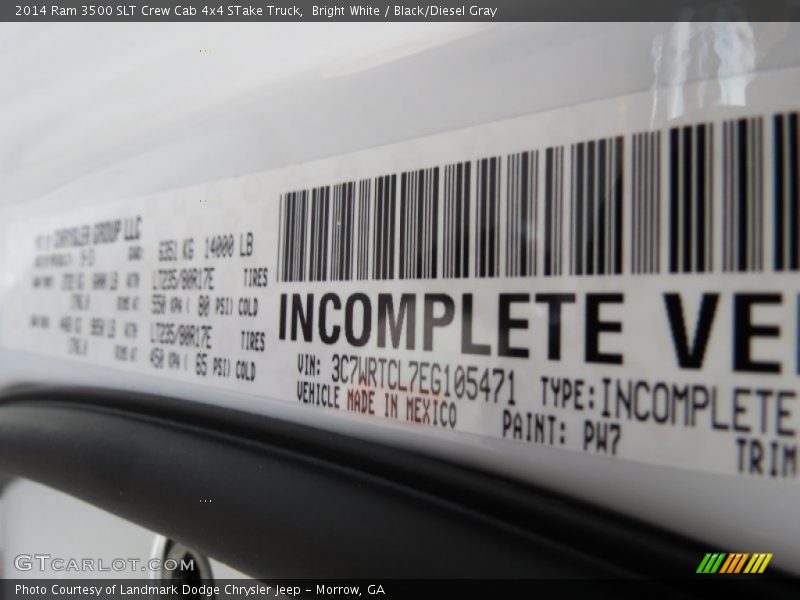 2014 Ram 3500 SLT Crew Cab 4x4 STake Truck, Bright White / Black/Diesel Gray
CHRYSLER GROUP LLC
6351 KG 14000 LB
LT235/80R17E TIRES
550 KPA ( 80 PSI) COLD
LT235/80R17E TIRES
450 KPA ( 65 PSI) COLD
INCOMPLETE VE
VIN: 3C7WRTCL7EG105471 TYPE: INCOMPLETE
VEHICLE MADE IN MEXICO PAINT: PW7
TRIM
GTCARLOT.COM
Photo Courtesy of Landmark Dodge Chrysler Jeep - Morrow, GA